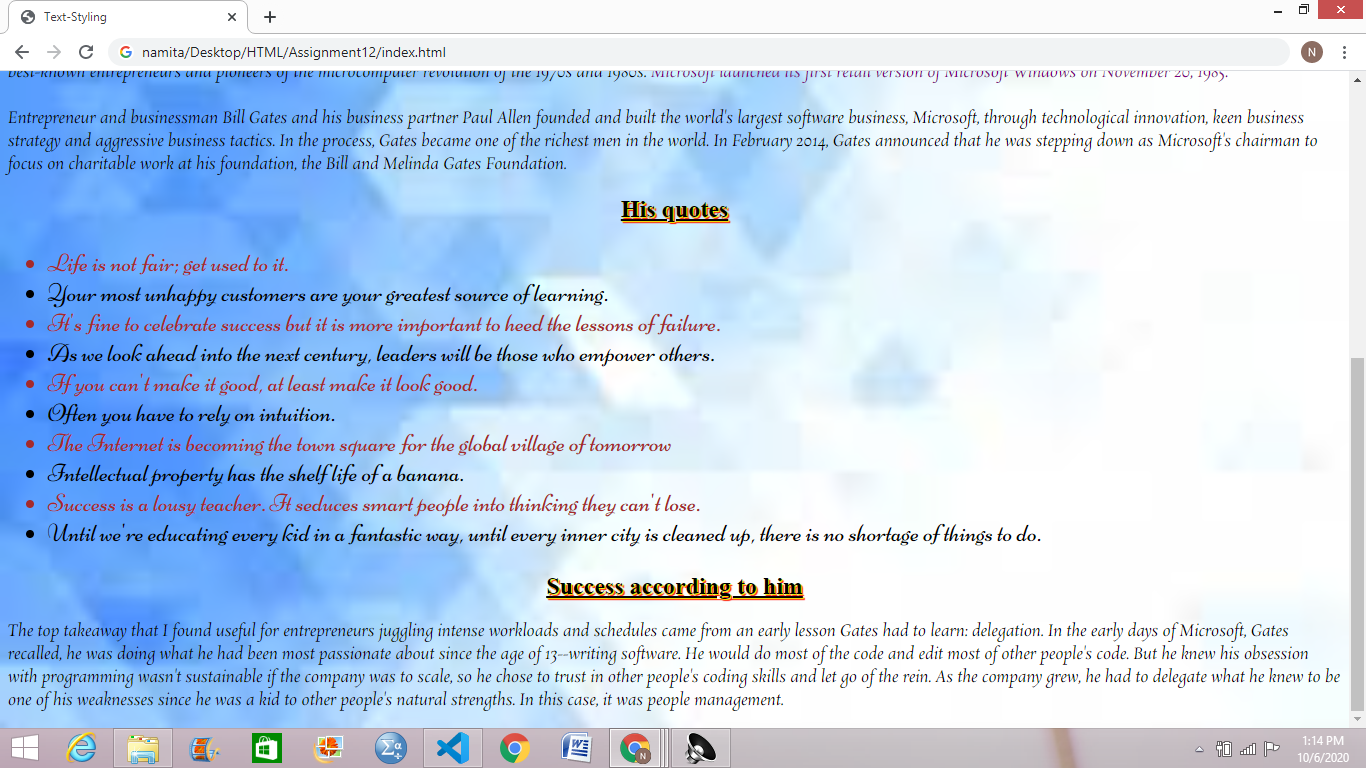 Text-Styling
namita/Desktop/HTML/Assignment12/index.html
N
best-known entrepreneurs and pioneers of the microcomputer revolution of the 1970s and 1980s. Microsoft launched its first retail version of Microsoft Windows on November 20, 1985.
Entrepreneur and businessman Bill Gates and his business partner Paul Allen founded and built the world's largest software business, Microsoft, through technological innovation, keen business
strategy and aggressive business tactics. In the process, Gates became one of the richest men in the world. In February 2014, Gates announced that he was stepping down as Microsoft's chairman to
focus on charitable work at his foundation, the Bill and Melinda Gates Foundation.
His quotes
Life is not fair; get used to it.
Your most unhappy customers are your greatest source of learning.
It's fine to celebrate success but it is more important to heed the lessons of failure.
As we look ahead into the next century, leaders will be those who empower others.
If you can't make it good, at least make it look good.
Often you have to rely on intuition.
The Internet is becoming the town square for the global village of tomorrow
Intellectual property has the shelf life of a banana.
Success is a lousy teacher. It seduces smart people into thinking they can't lose.
Until we're educating every kid in a fantastic way, until every inner city is cleaned up, there is no shortage of things to do.
Success according to him
The top takeaway that I found useful for entrepreneurs juggling intense workloads and schedules came from an early lesson Gates had to learn: delegation. In the early days of Microsoft, Gates
recalled, he was doing what he had been most passionate about since the age of 13--writing software. He would do most of the code and edit most of other people's code. But he knew his obsession
with programming wasn't sustainable if the company was to scale, so he chose to trust in other people's coding skills and let go of the rein. As the company grew, he had to delegate what he knew to be
one of his weaknesses since he was a kid to other people's natural strengths. In this case, it was people management.
1:14 PM
10/6/2020